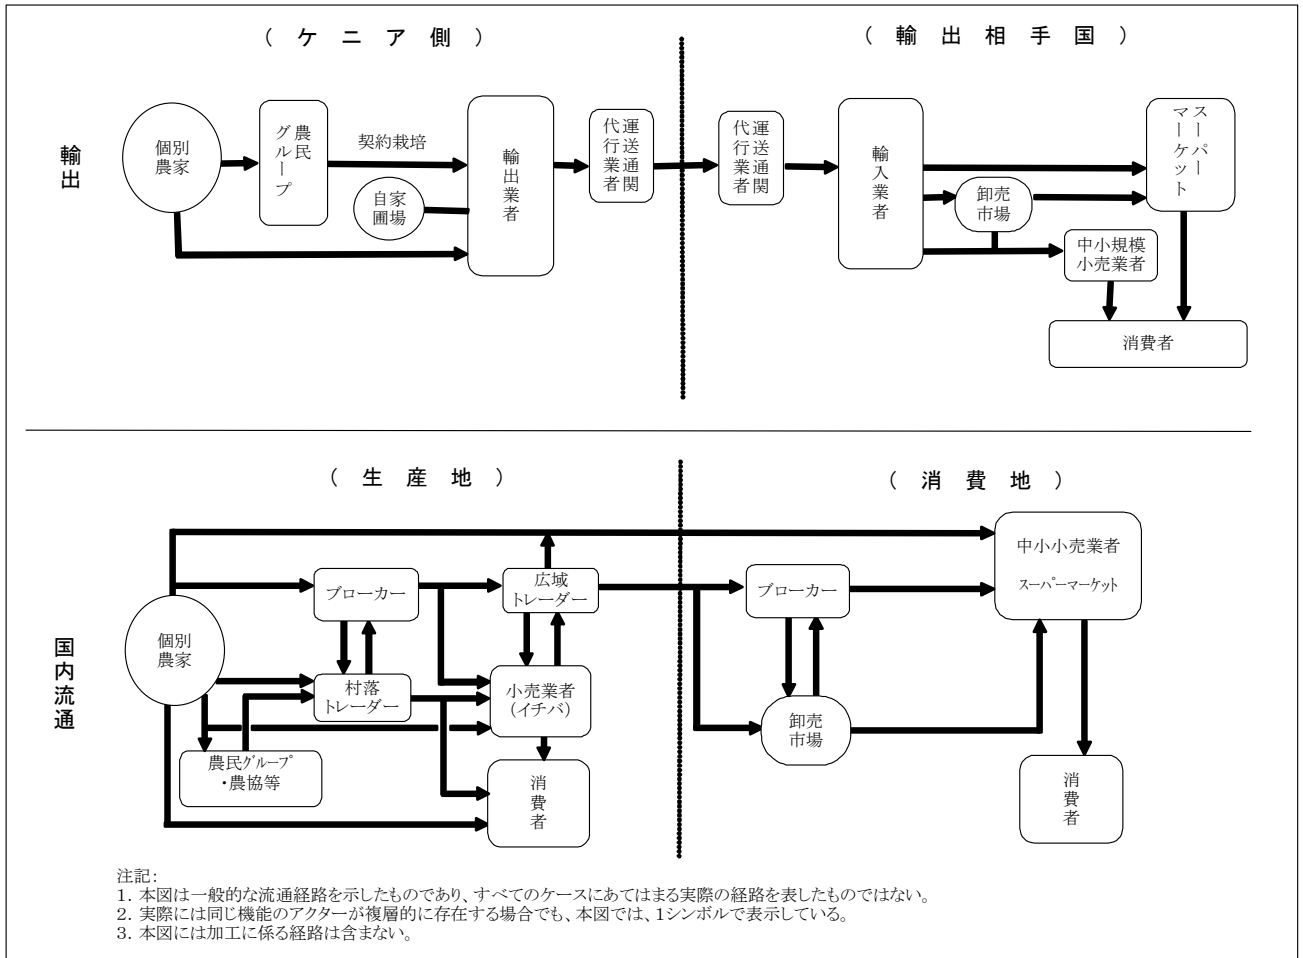 ( ケ ニ ア 側 )
( 輸 出 相 手 国 )
輸出
個別
農家
農民
グループ
契約栽培
自家
圃場
輸出業者
運送通関
代行業者
運送通関
代行業者
輸入業者
卸売
市場
スーパー
マーケット
中小規模
小売業者
消費者
( 生 産 地 )
( 消 費 地 )
国内流通
個別
農家
ブローカー
広域
トレーダー
村落
トレーダー
小売業者
(イチバ)
農民グループ
・農協等
消費者
ブローカー
卸売
市場
中小小売業者
スーパーマーケット
消費者
注記:
1. 本図は一般的な流通経路を示したものであり、すべてのケースにあてはまる実際の経路を表したものではない。
2. 実際には同じ機能のアクターが複層的に存在する場合でも、本図では、1シンボルで表示している。
3. 本図には加工に係る経路は含まない。